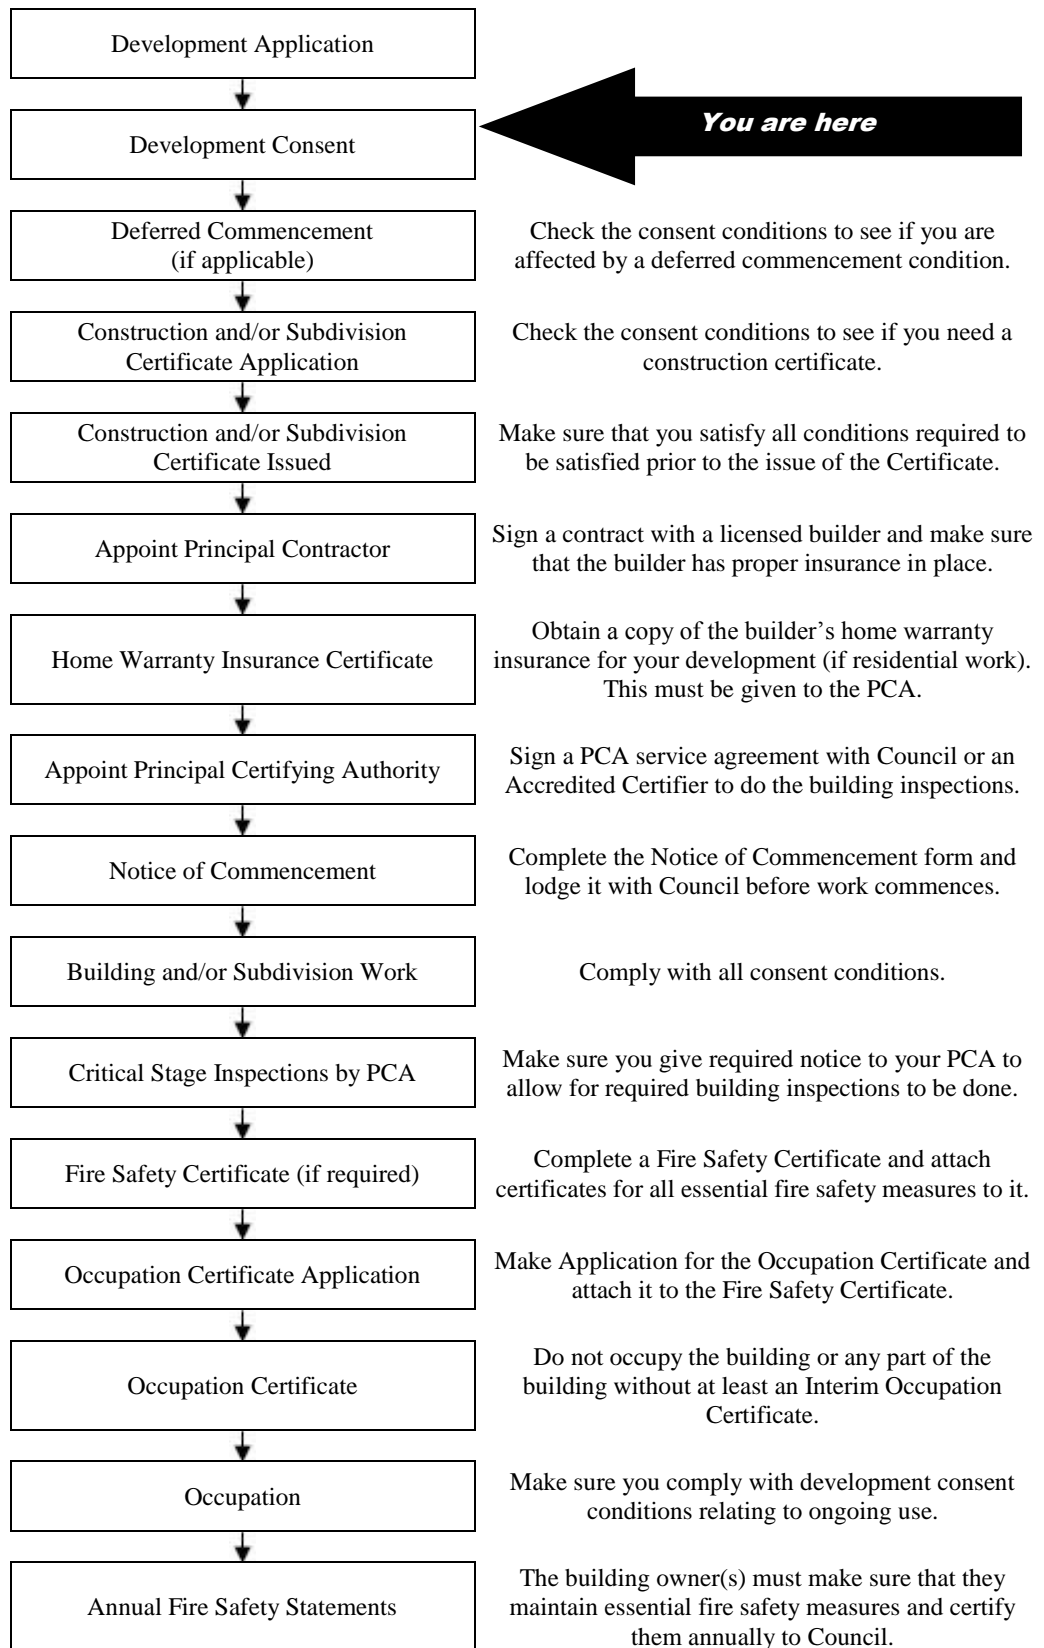 Development Application
Development Consent
You are here
Deferred Commencement
(if applicable)
Check the consent conditions to see if you are
affected by a deferred commencement condition.
Construction and/or Subdivision
Certificate Application
Check the consent conditions to see if you need a
construction certificate.
Construction and/or Subdivision
Certificate Issued
Make sure that you satisfy all conditions required to
be satisfied prior to the issue of the Certificate.
Appoint Principal Contractor
Sign a contract with a licensed builder and make sure
that the builder has proper insurance in place.
Home Warranty Insurance Certificate
Obtain a copy of the builder’s home warranty
insurance for your development (if residential work).
This must be given to the PCA.
Appoint Principal Certifying Authority
Sign a PCA service agreement with Council or an
Accredited Certifier to do the building inspections.
Notice of Commencement
Complete the Notice of Commencement form and
lodge it with Council before work commences.
Building and/or Subdivision Work
Comply with all consent conditions.
Critical Stage Inspections by PCA
Make sure you give required notice to your PCA to
allow for required building inspections to be done.
Fire Safety Certificate (if required)
Complete a Fire Safety Certificate and attach
certificates for all essential fire safety measures to it.
Occupation Certificate Application
Make Application for the Occupation Certificate and
attach it to the Fire Safety Certificate.
Occupation Certificate
Do not occupy the building or any part of the
building without at least an Interim Occupation
Certificate.
Occupation
Make sure you comply with development consent
conditions relating to ongoing use.
Annual Fire Safety Statements
The building owner(s) must make sure that they
maintain essential fire safety measures and certify
them annually to Council.